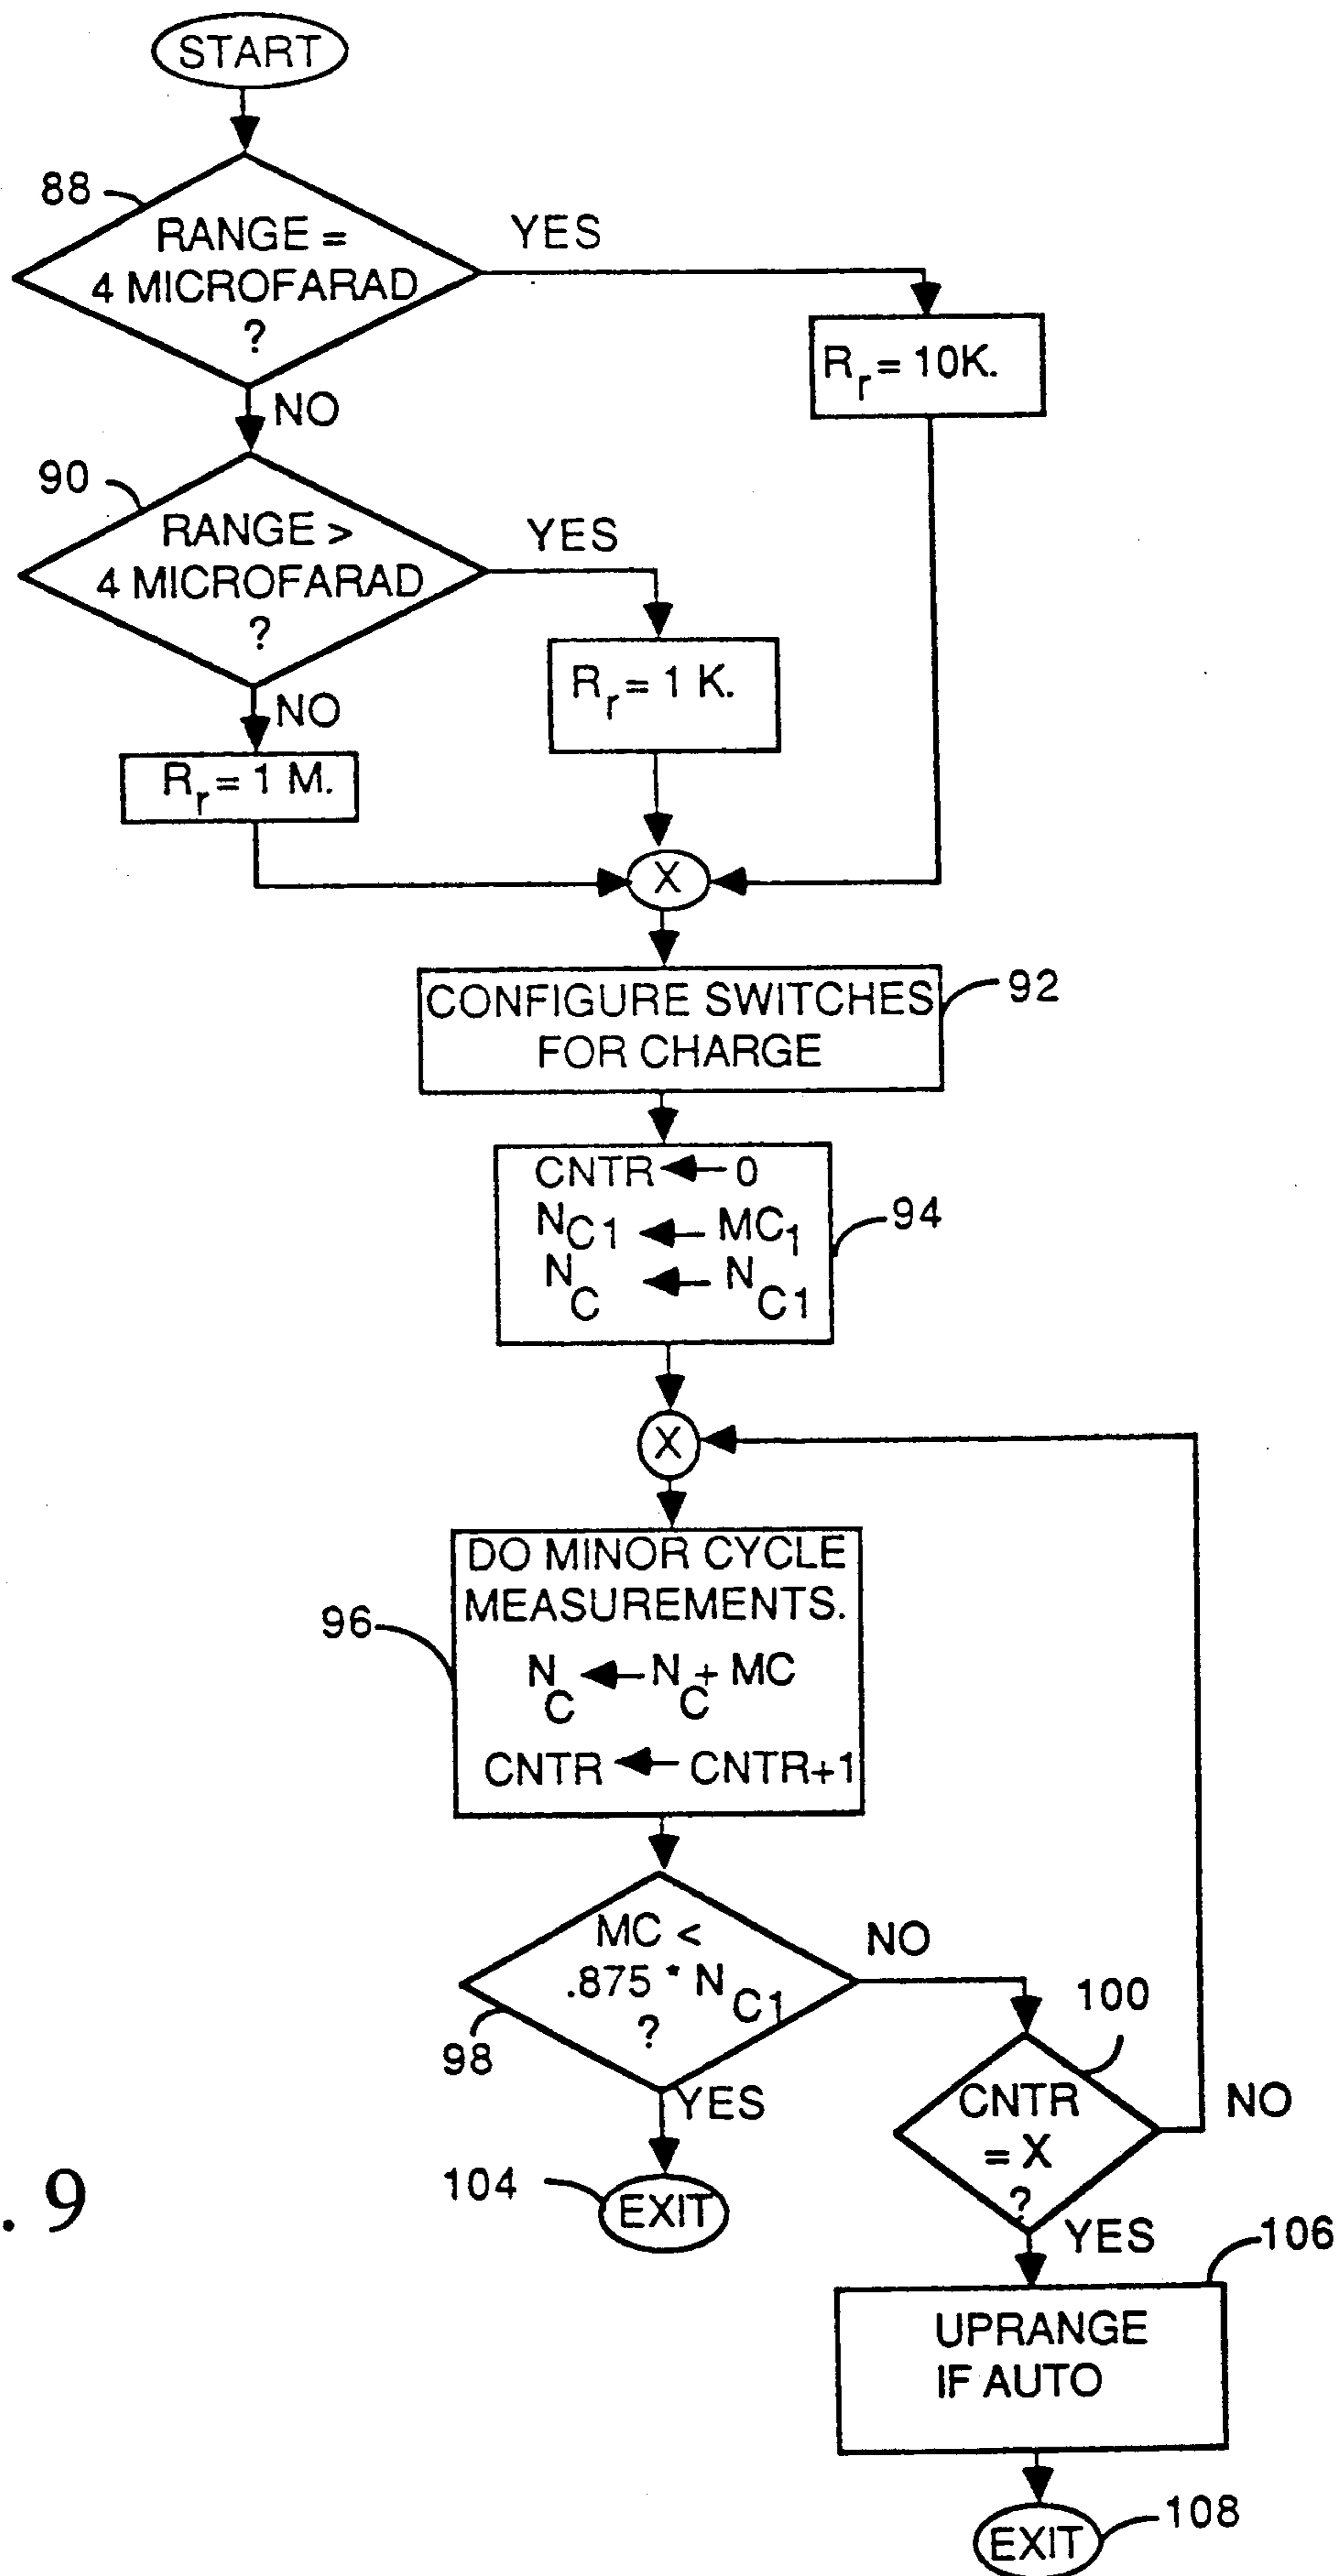 START
88
RANGE =
4 MICROFARAD
?
YES
R_r = 10K.
NO
90
RANGE >
4 MICROFARAD
?
YES
R_r = 1 K.
NO
R_r = 1 M.
X
CONFIGURE SWITCHES
FOR CHARGE
92
CNTR ← 0
N_C1 ← MC_1
N_C ← N_C1
94
X
DO MINOR CYCLE
MEASUREMENTS.
N_C ← N_C + MC
CNTR ← CNTR+1
96
MC <
.875 * N_C1
?
98
NO
YES
100
CNTR
= X
?
NO
YES
104
EXIT
106
UPRANGE
IF AUTO
EXIT
108
. 9